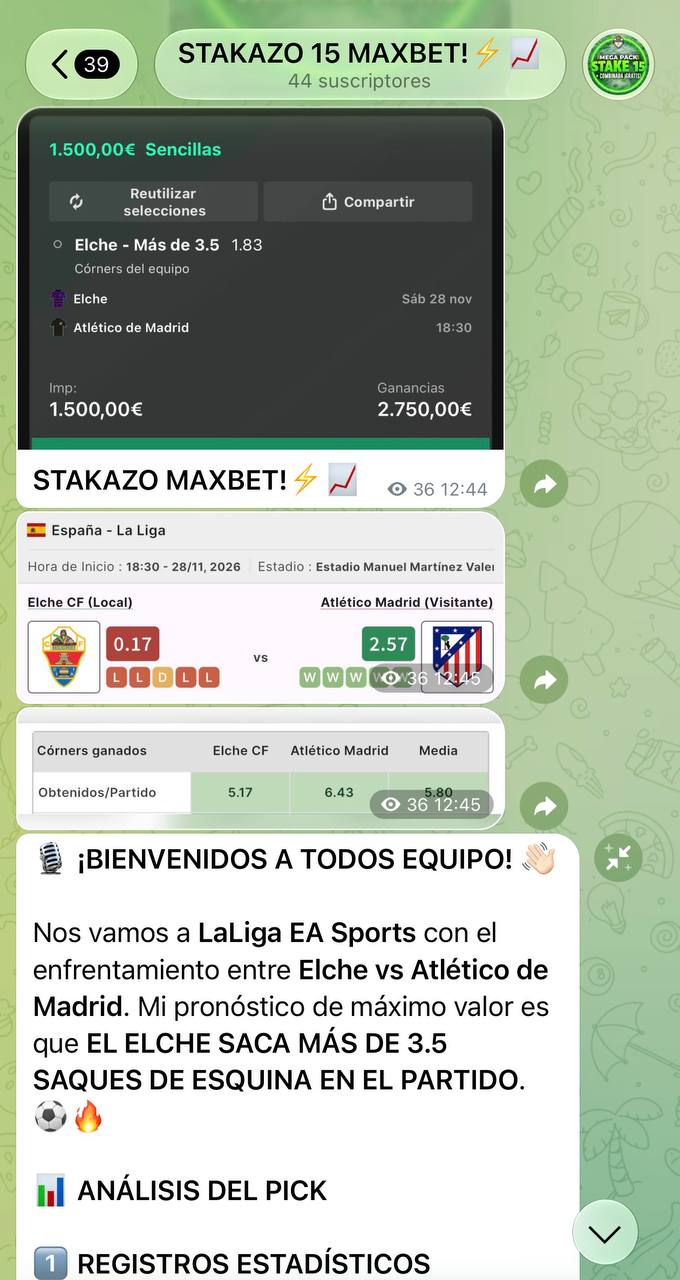 39
STAKAZO 15 MAXBET!⚡📈
44 suscriptores
MEGA PACK
STAKE 15
+ COMBINADA ¡GRATIS!
1.500,00€ Sencillas
Reutilizar selecciones
Compartir
Elche - Más de 3.5 1.83
Córners del equipo
Elche
Sáb 28 nov
Atlético de Madrid
18:30
Imp:
Ganancias
1.500,00€
2.750,00€
STAKAZO MAXBET!⚡📈
36 12:44
España - La Liga
Hora de Inicio : 18:30 - 28/11, 2026
Estadio : Estadio Manuel Martínez Valer
Elche CF (Local)
Atlético Madrid (Visitante)
0.17
L L D L L
vs
2.57
W W W W W
36 12:45
Córners ganados Elche CF Atlético Madrid Media
Obtenidos/Partido 5.17 6.43 5.80
36 12:45
🎙️ ¡BIENVENIDOS A TODOS EQUIPO! 👋🏻
Nos vamos a LaLiga EA Sports con el
enfrentamiento entre Elche vs Atlético de
Madrid. Mi pronóstico de máximo valor es
que EL ELCHE SACA MÁS DE 3.5
SAQUES DE ESQUINA EN EL PARTIDO.
⚽🔥
📊 ANÁLISIS DEL PICK
1️⃣ REGISTROS ESTADÍSTICOS